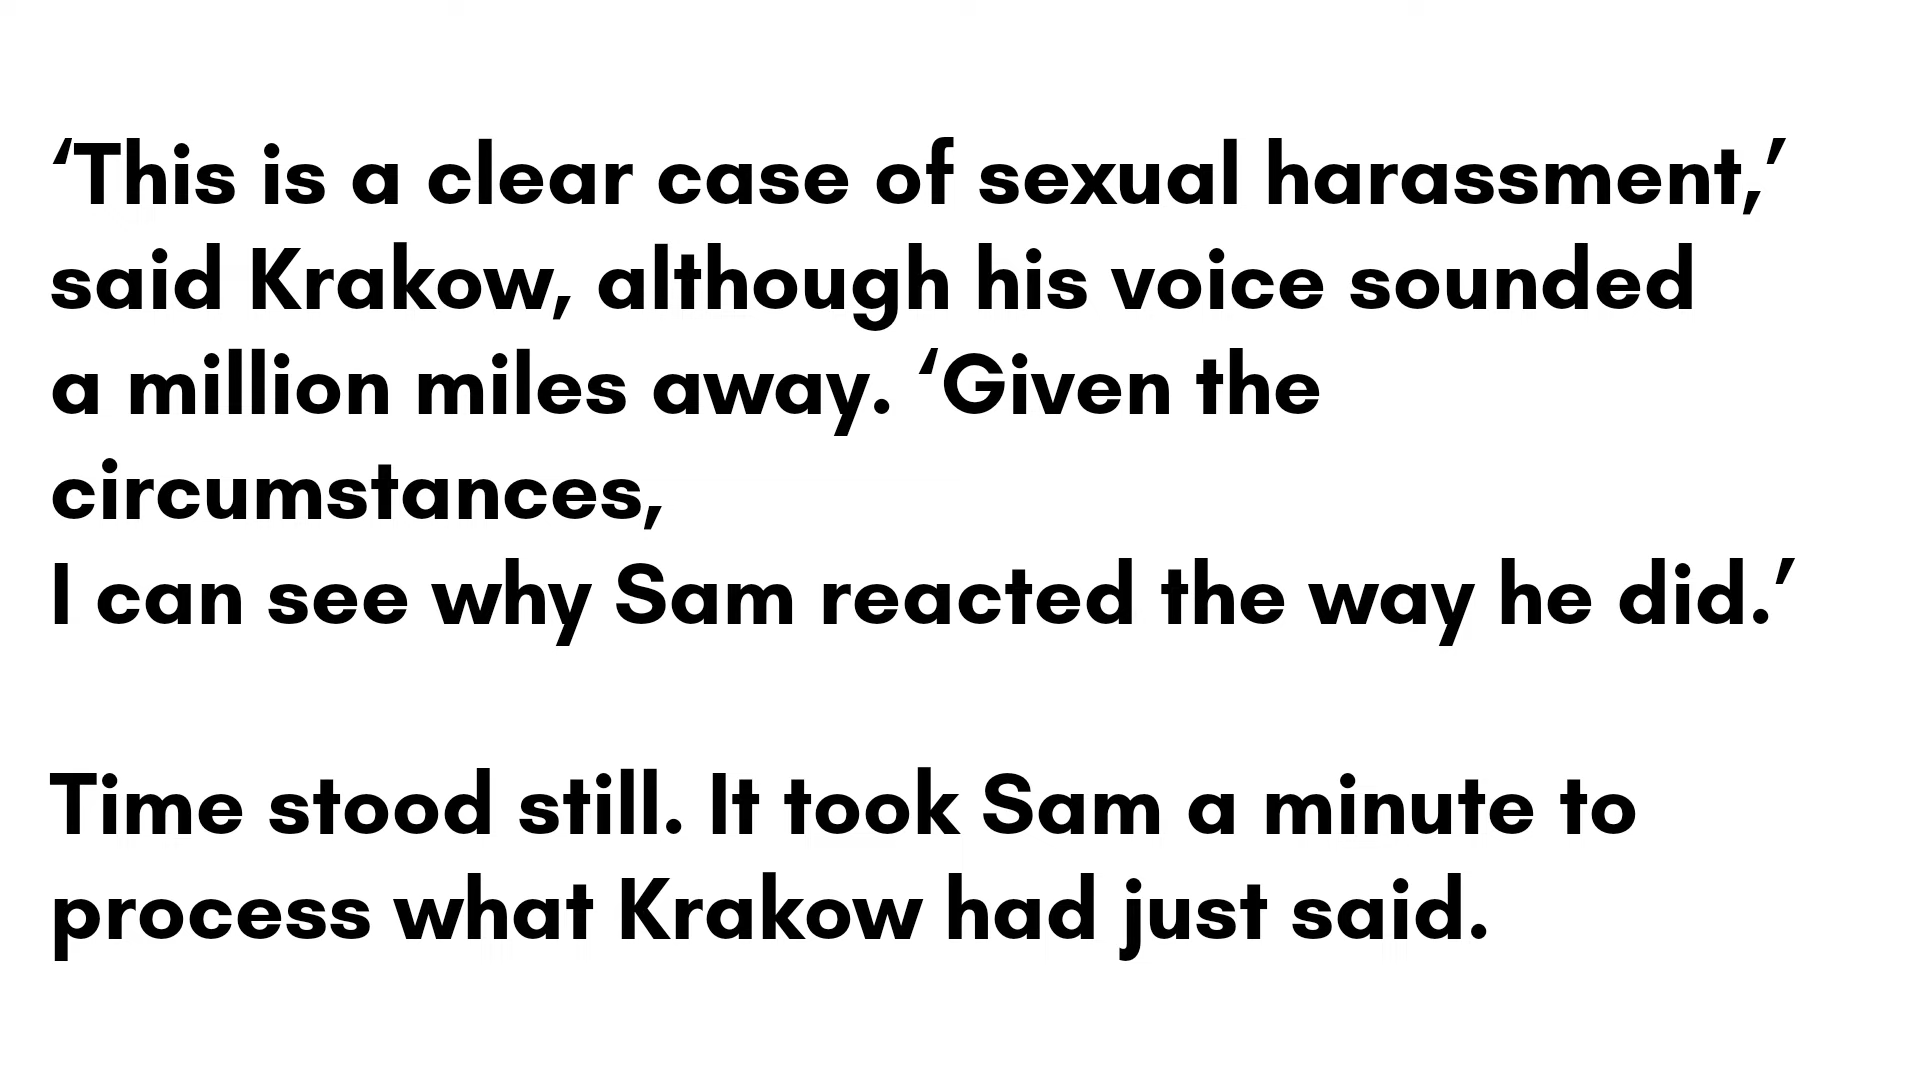 ‘This is a clear case of sexual harassment,’
said Krakow, although his voice sounded
a million miles away. ‘Given the
circumstances,
I can see why Sam reacted the way he did.’
Time stood still. It took Sam a minute to
process what Krakow had just said.